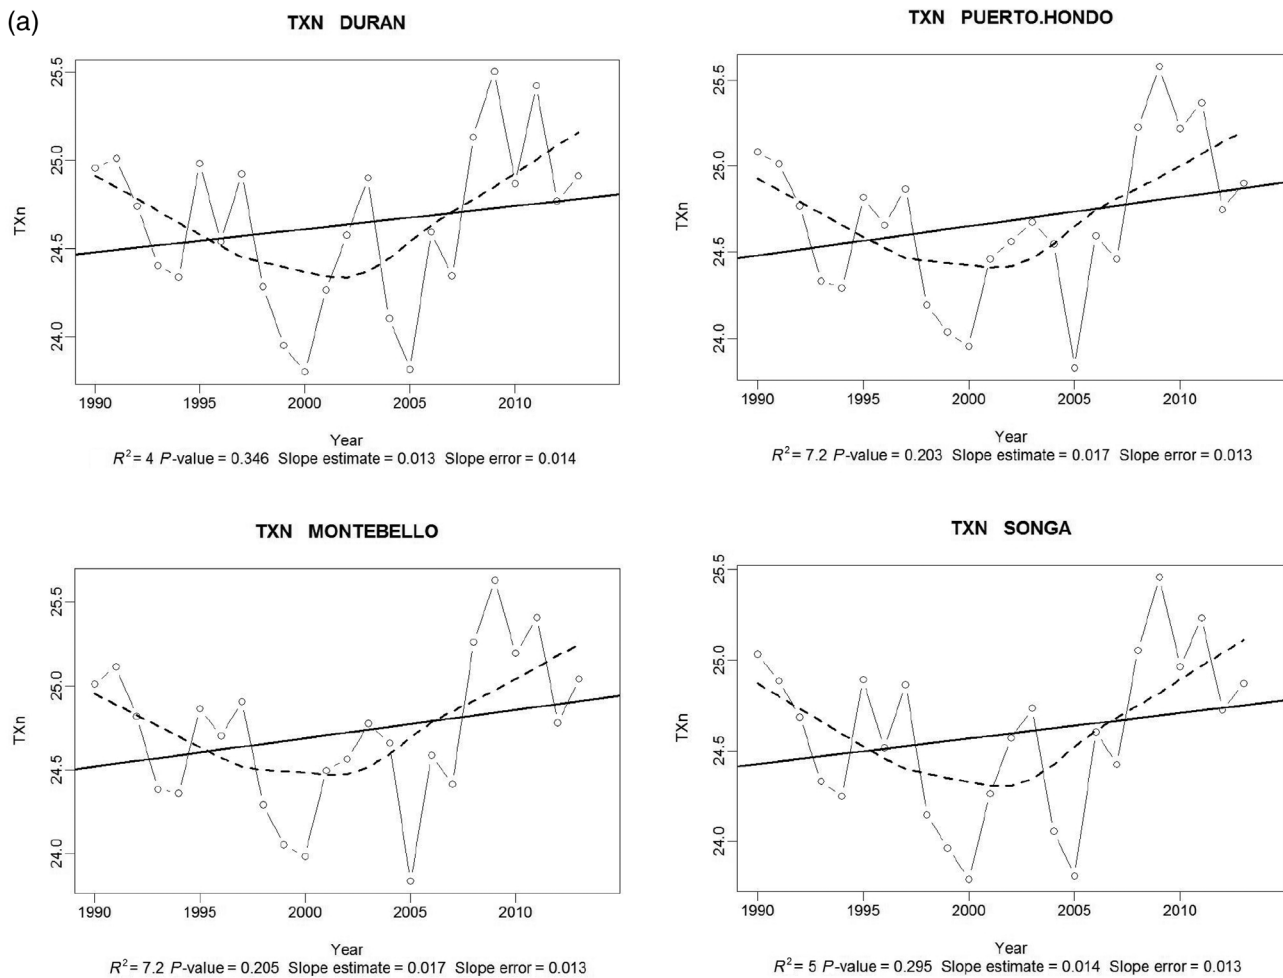 (a)
TXN DURAN
TXn
25.5
25.0
24.5
24.0
1990 1995 2000 2005 2010
Year
R² = 4 P-value = 0.346 Slope estimate = 0.013 Slope error = 0.014
TXN PUERTO.HONDO
TXn
25.5
25.0
24.5
24.0
1990 1995 2000 2005 2010
Year
R² = 7.2 P-value = 0.203 Slope estimate = 0.017 Slope error = 0.013
TXN MONTEBELLO
TXn
25.5
25.0
24.5
24.0
1990 1995 2000 2005 2010
Year
R² = 7.2 P-value = 0.205 Slope estimate = 0.017 Slope error = 0.013
TXN SONGA
TXn
25.5
25.0
24.5
24.0
1990 1995 2000 2005 2010
Year
R² = 5 P-value = 0.295 Slope estimate = 0.014 Slope error = 0.013